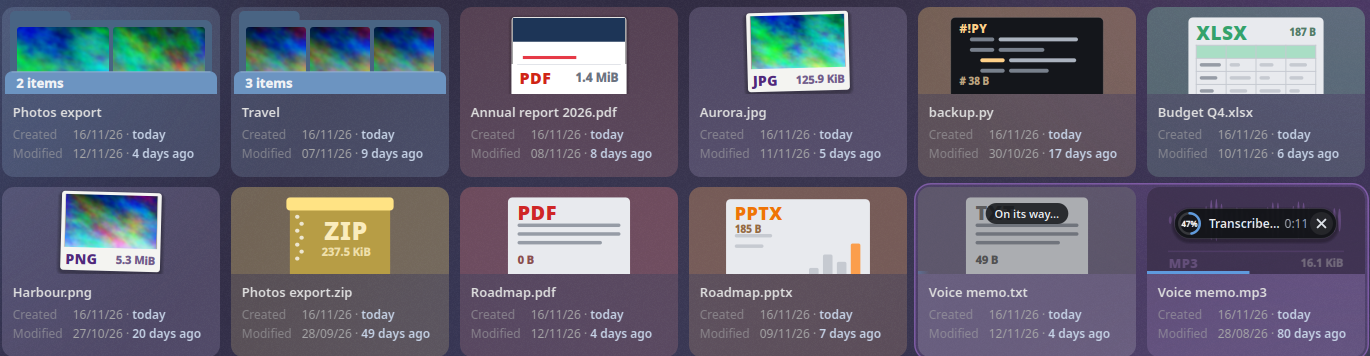 2 items
Photos export
Created 16/11/26 · today
Modified 12/11/26 · 4 days ago
3 items
Travel
Created 16/11/26 · today
Modified 07/11/26 · 9 days ago
PDF 1.4 MiB
Annual report 2026.pdf
Created 16/11/26 · today
Modified 08/11/26 · 8 days ago
JPG 125.9 KiB
Aurora.jpg
Created 16/11/26 · today
Modified 11/11/26 · 5 days ago
#!PY
# 38 B
backup.py
Created 16/11/26 · today
Modified 30/10/26 · 17 days ago
XLSX 187 B
Budget Q4.xlsx
Created 16/11/26 · today
Modified 10/11/26 · 6 days ago
PNG 5.3 MiB
Harbour.png
Created 16/11/26 · today
Modified 27/10/26 · 20 days ago
ZIP
237.5 KiB
Photos export.zip
Created 16/11/26 · today
Modified 28/09/26 · 49 days ago
PDF
0 B
Roadmap.pdf
Created 16/11/26 · today
Modified 12/11/26 · 4 days ago
PPTX
185 B
Roadmap.pptx
Created 16/11/26 · today
Modified 09/11/26 · 7 days ago
On its way...
49 B
Voice memo.txt
Created 16/11/26 · today
Modified 12/11/26 · 4 days ago
47% Transcribe... 0:11
MP3 16.1 KiB
Voice memo.mp3
Created 16/11/26 · today
Modified 28/08/26 · 80 days ago